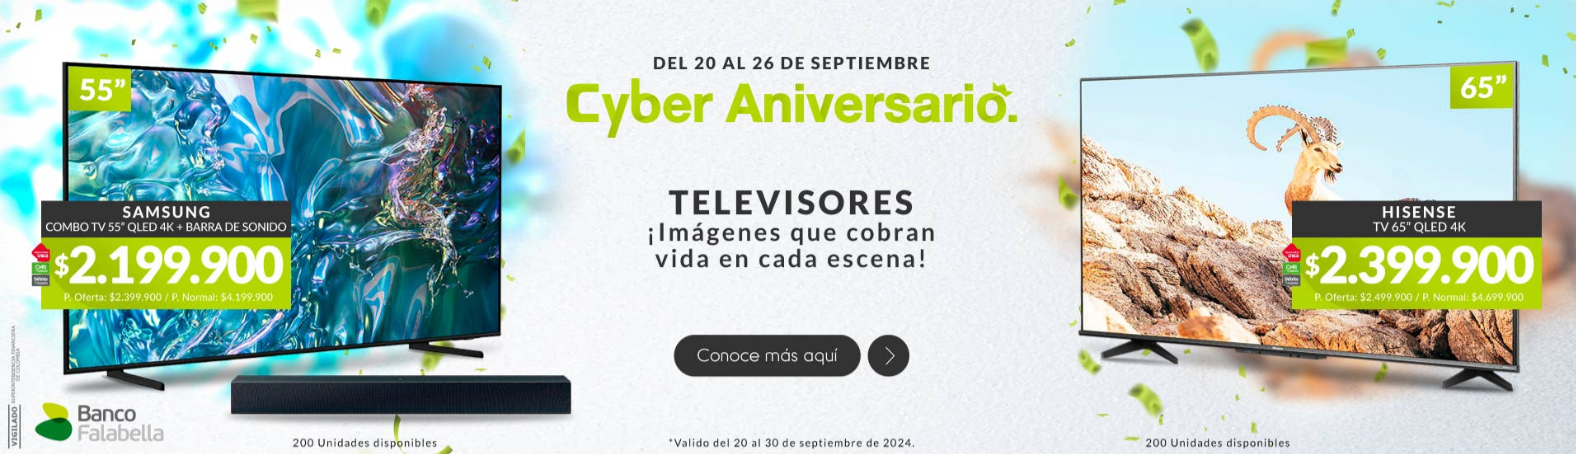 DEL 20 AL 26 DE SEPTIEMBRE
Cyber Aniversario.
TELEVISORES
¡Imágenes que cobran
vida en cada escena!
Conoce más aquí
*Valido del 20 al 30 de septiembre de 2024.
55”
SAMSUNG
COMBO TV 55” QLED 4K + BARRA DE SONIDO
$2.199.900
P. Oferta: $2.399.900 / P. Normal: $4.199.900
Banco
Falabella
VIGILADO
200 Unidades disponibles
65”
HISENSE
TV 65” QLED 4K
$2.399.900
P. Oferta: $2.499.900 / P. Normal: $4.699.900
200 Unidades disponibles